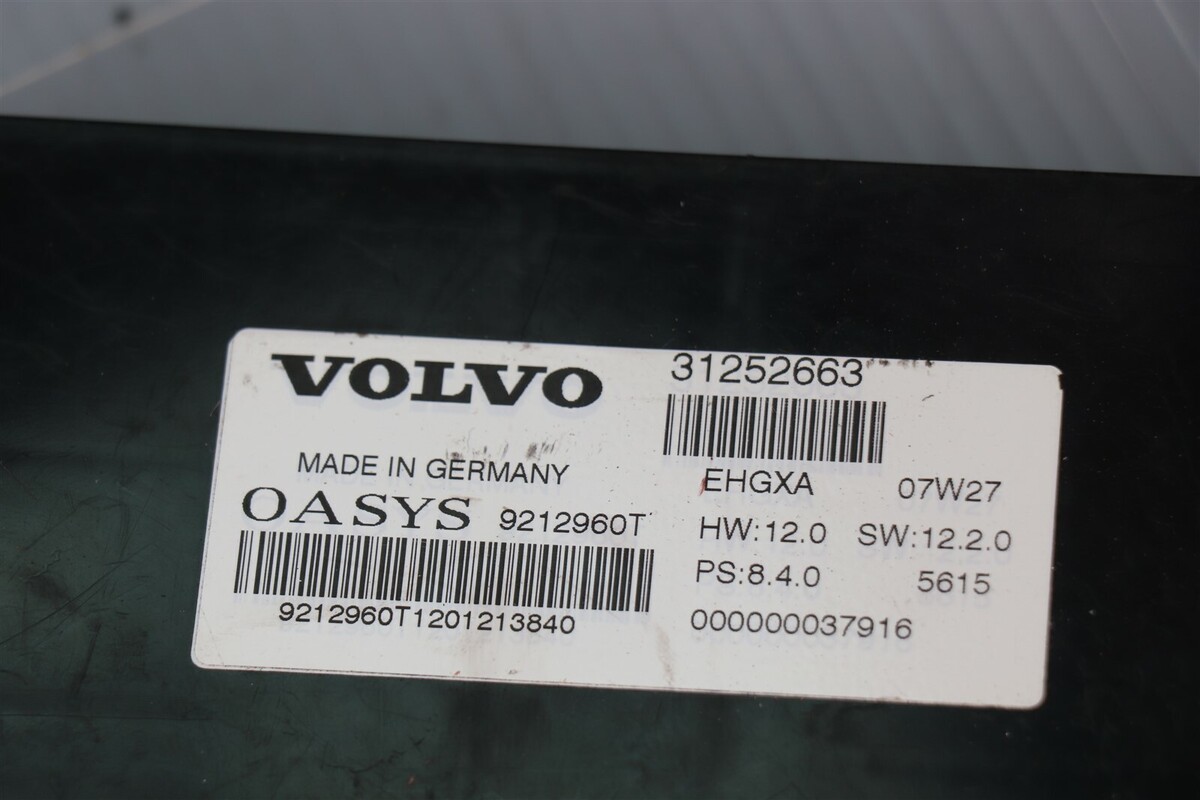 VOLVO
MADE IN GERMANY
OASYS 9212960T
9212960T1201213840
31252663
EHGXA 07W27
HW:12.0 SW:12.2.0
PS:8.4.0 5615
000000037916